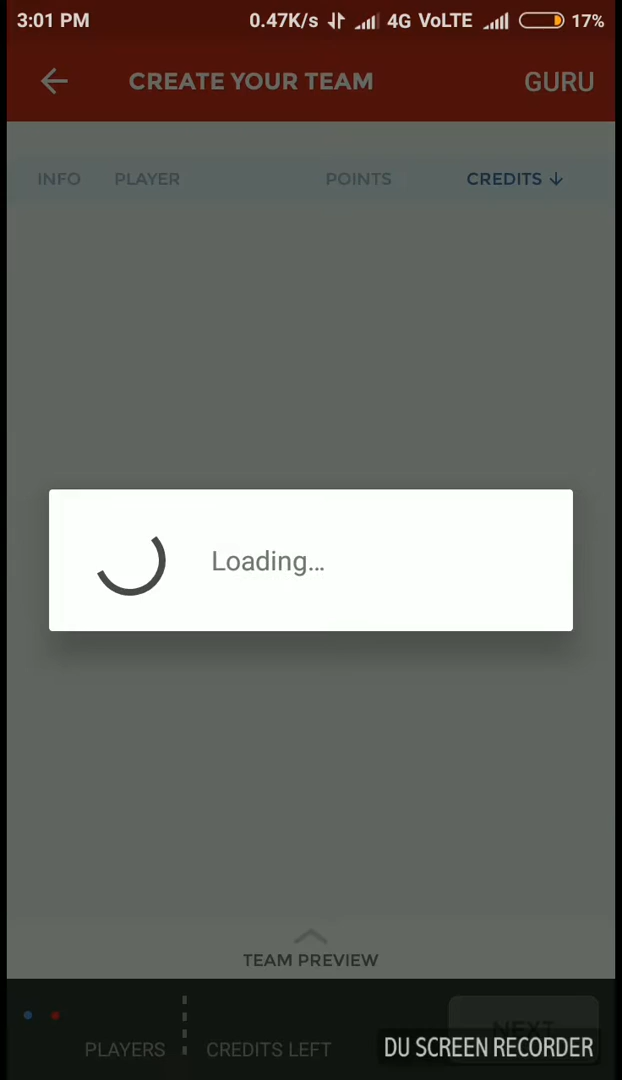 3:01 PM 0.47K/s 4G VoLTE 17%
CREATE YOUR TEAM GURU
INFO PLAYER POINTS CREDITS ↓
Loading...
TEAM PREVIEW
NEXT
PLAYERS CREDITS LEFT DU SCREEN RECORDER